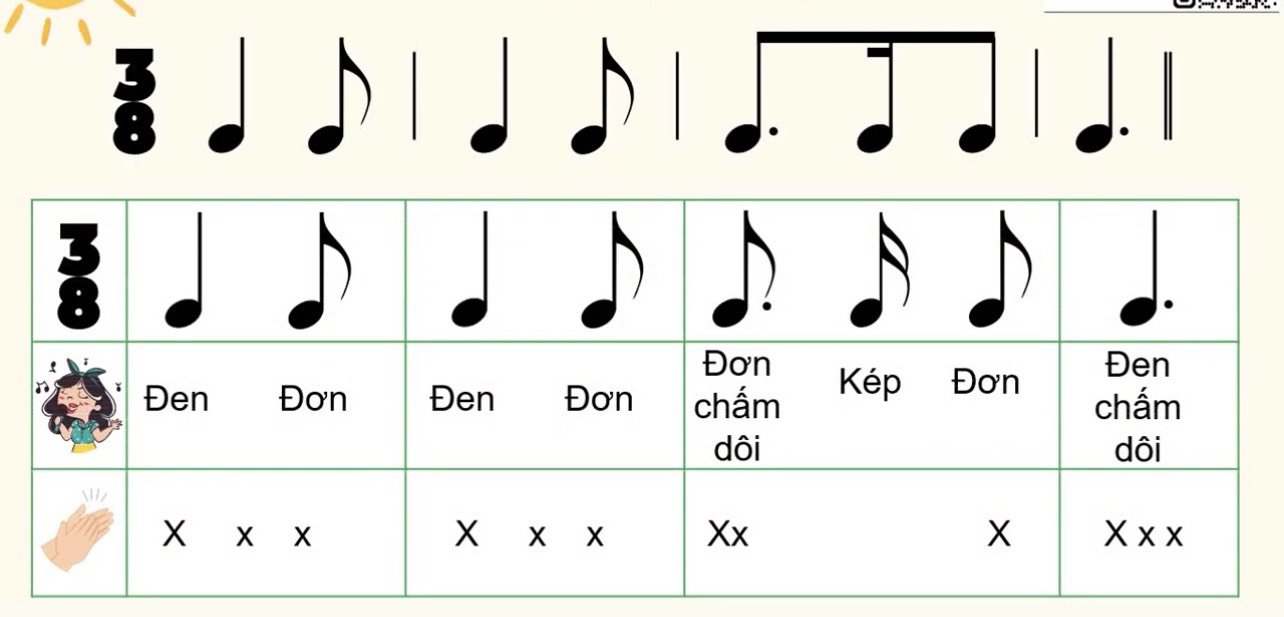 3
8
3
8
Đen Đơn Đen Đơn Đơn chấm dôi Kép Đơn Đen chấm dôi
X x x X x x Xx X X x x